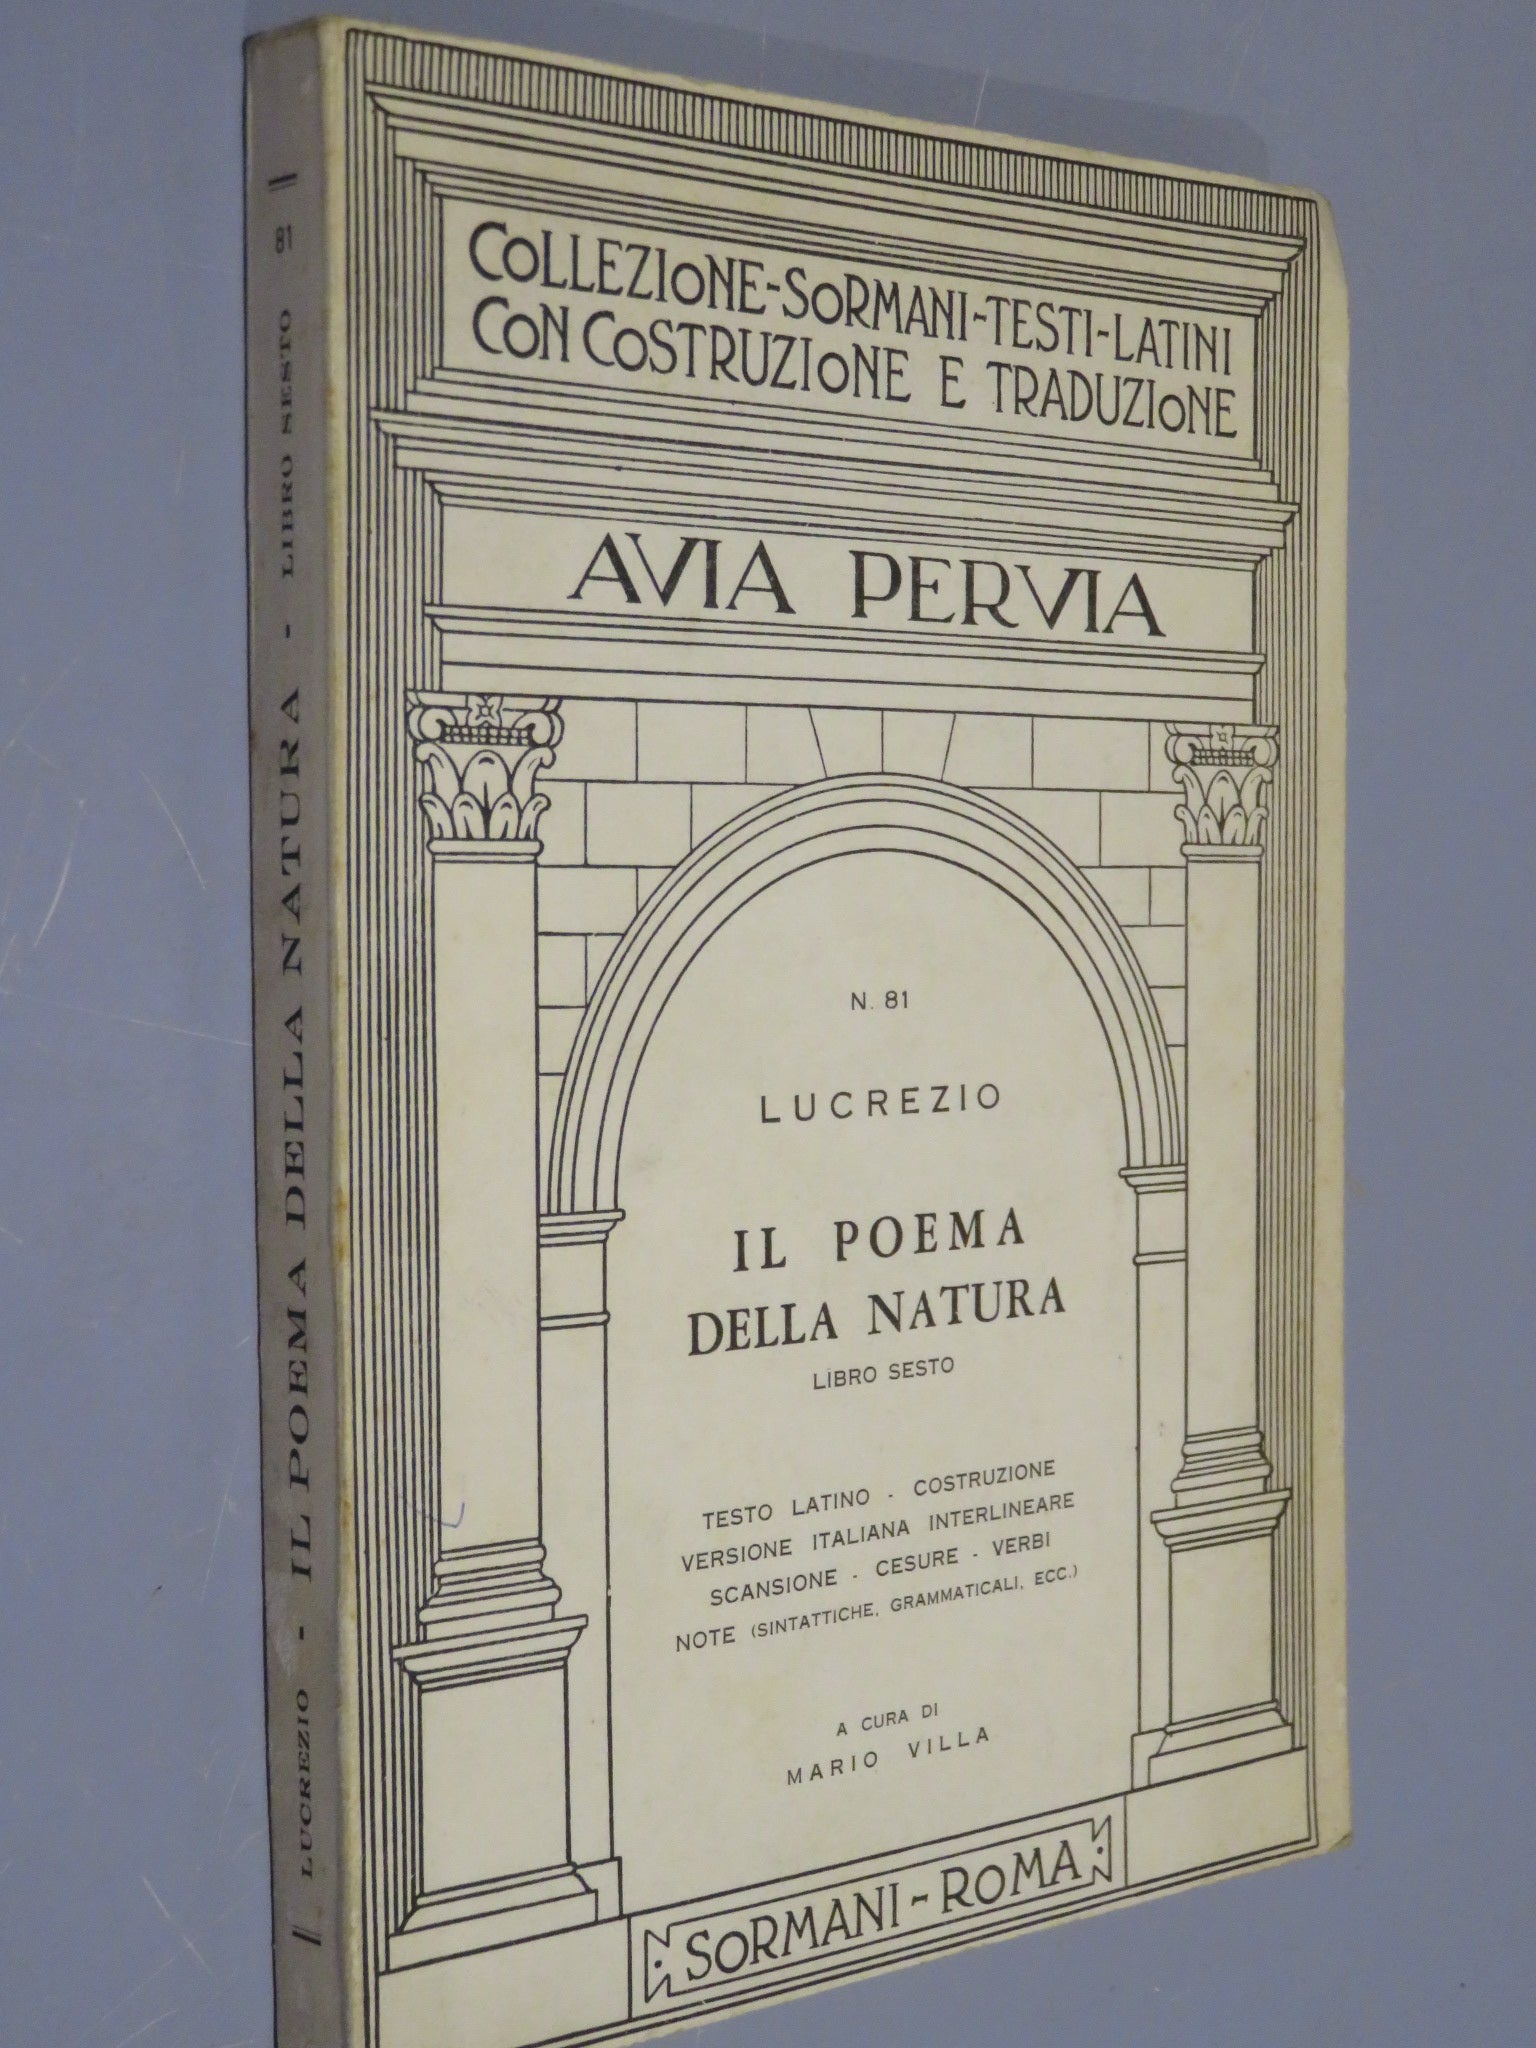 COLLEZIONE-SORMANI-TESTI-LATINI
CON COSTRUZIONE E TRADUZIONE
AVIA PERVIA
N. 81
LUCREZIO
IL POEMA
DELLA NATURA
LIBRO SESTO
TESTO LATINO - COSTRUZIONE
VERSIONE ITALIANA INTERLINEARE
SCANSIONE - CESURE - VERBI
NOTE (SINTATTICHE, GRAMMATICALI, ECC.)
A CURA DI
MARIO VILLA
SORMANI-ROMA
LUCREZIO - IL POEMA DELLA NATURA - LIBRO SESTO 81